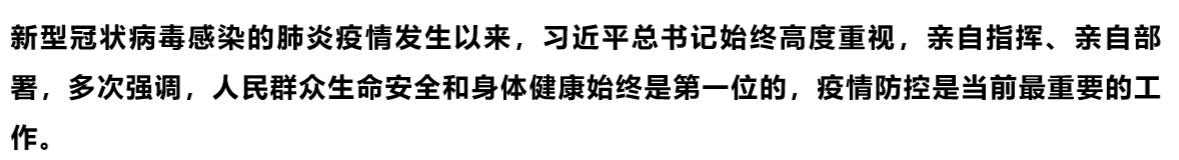 新型冠状病毒感染的肺炎疫情发生以来，习近平总书记始终高度重视，亲自指挥、亲自部
署，多次强调，人民群众生命安全和身体健康始终是第一位的，疫情防控是当前最重要的工
作。